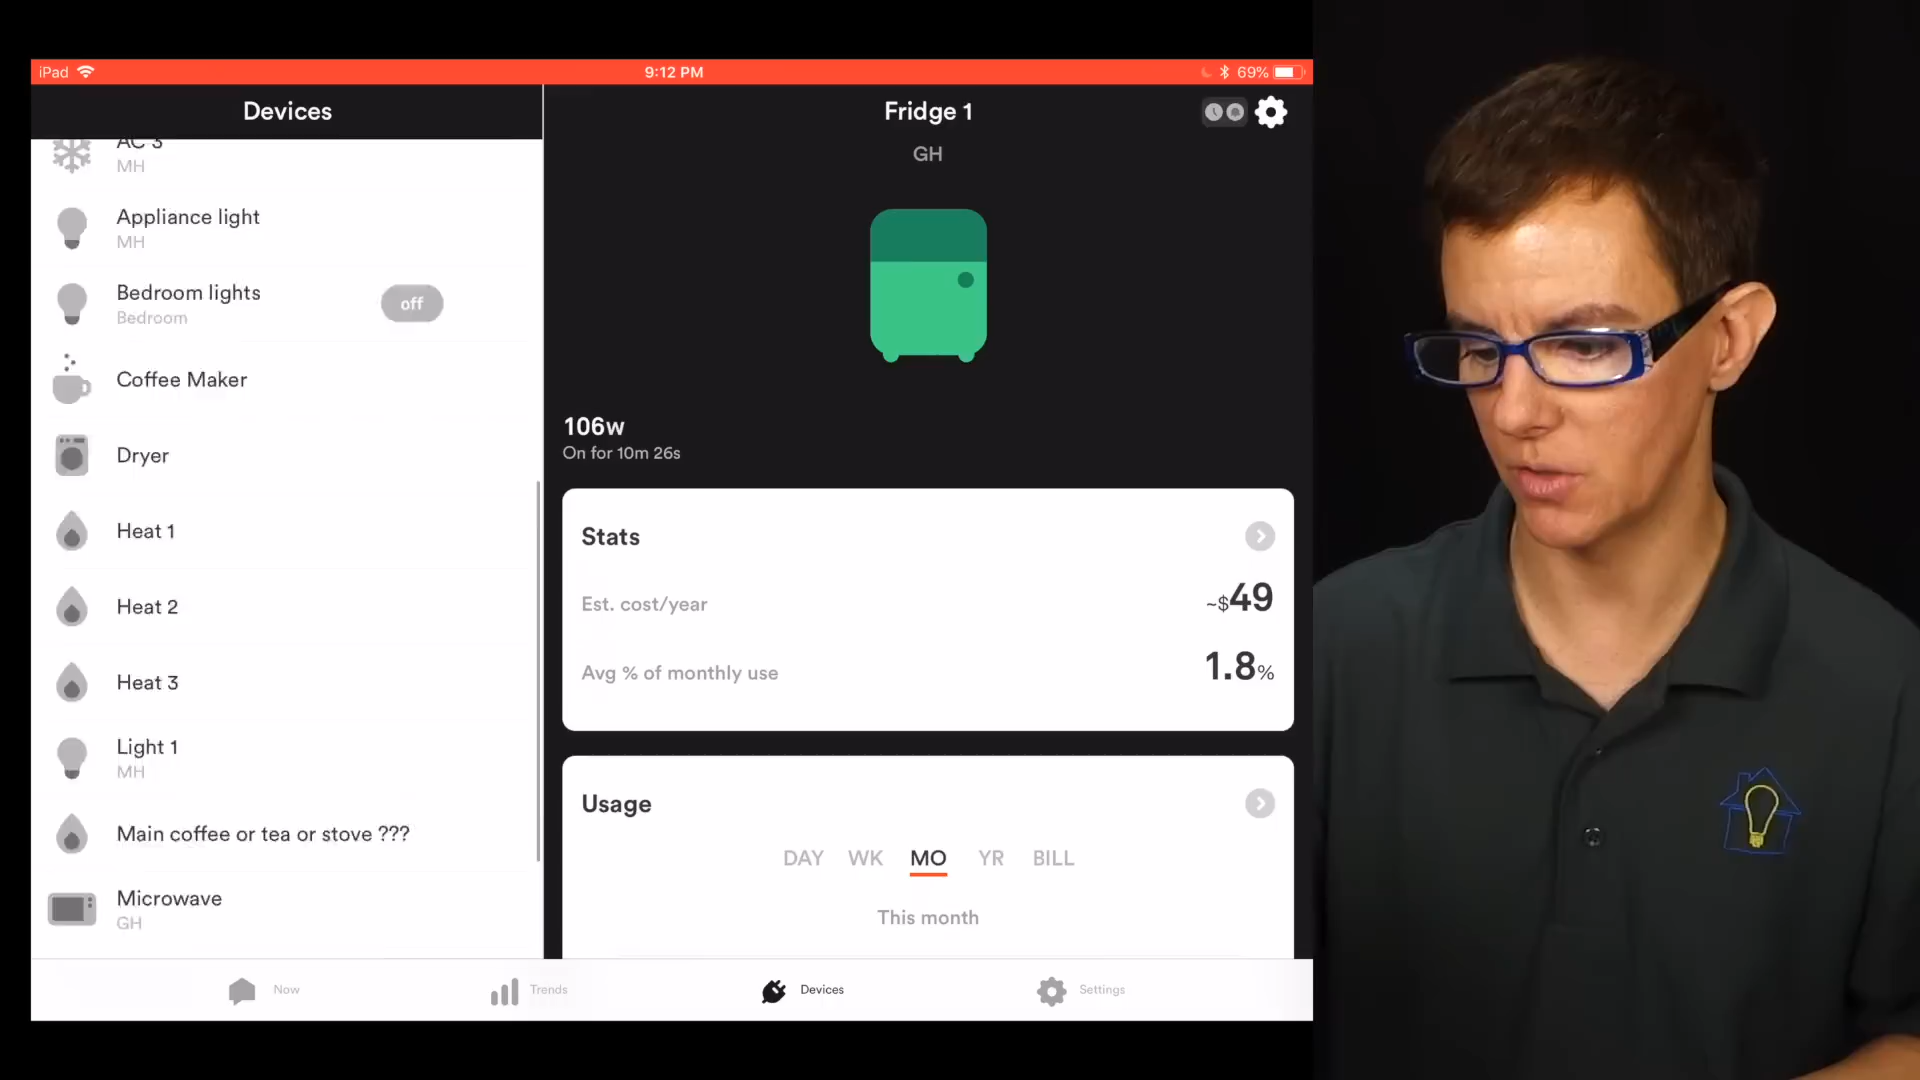 iPad
9:12 PM
69%
Devices
AC 3
MH
Appliance light
MH
Bedroom lights
Bedroom
off
Coffee Maker
Dryer
Heat 1
Heat 2
Heat 3
Light 1
MH
Main coffee or tea or stove ???
Microwave
GH
Fridge 1
GH
106w
On for 10m 26s
Stats
Est. cost/year
~$49
Avg % of monthly use
1.8%
Usage
DAY WK MO YR BILL
This month
Now
Trends
Devices
Settings